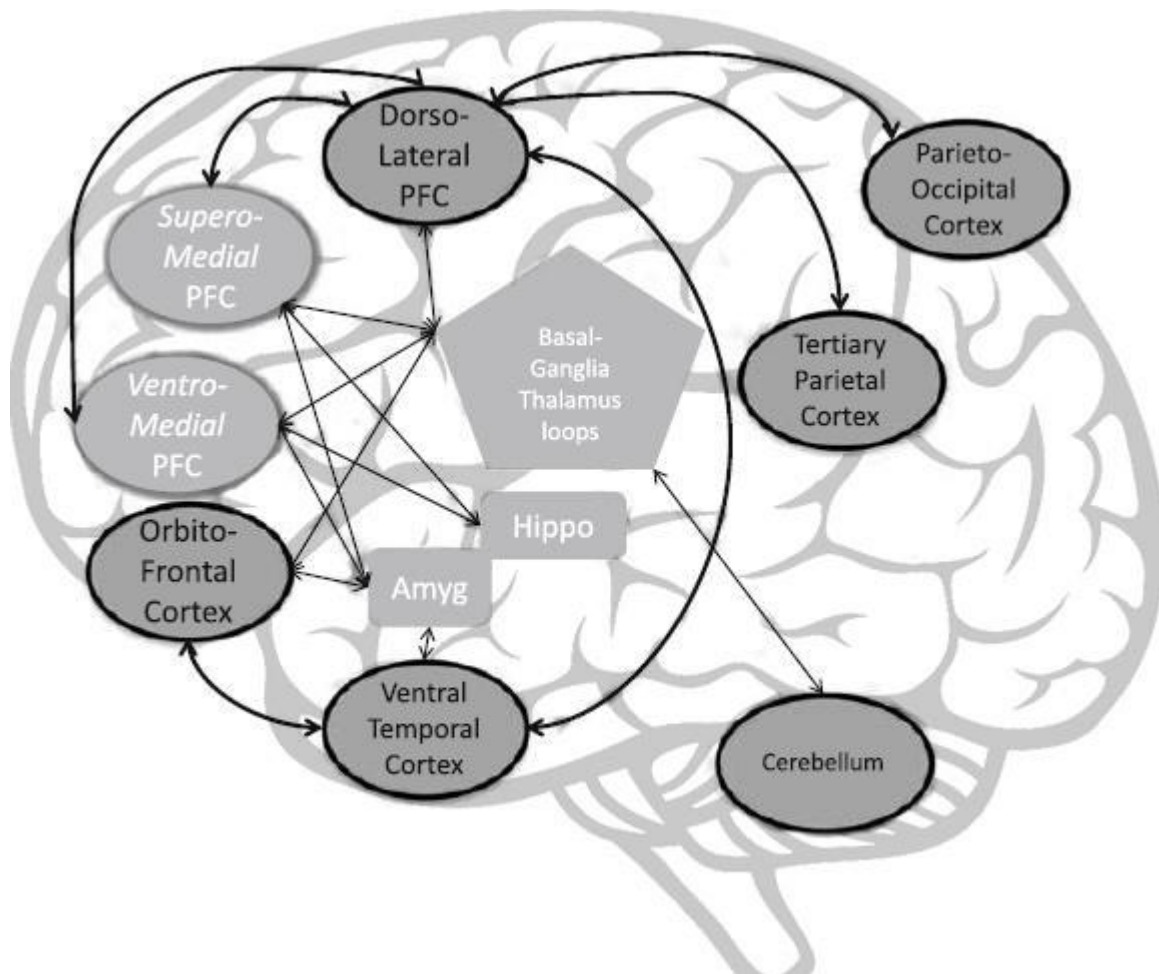 Dorso-
Lateral
PFC
Parieto-
Occipital
Cortex
Supero-
Medial
PFC
Basal-
Ganglia
Thalamus
loops
Tertiary
Parietal
Cortex
Ventro-
Medial
PFC
Orbito-
Frontal
Cortex
Hippo
Amyg
Ventral
Temporal
Cortex
Cerebellum